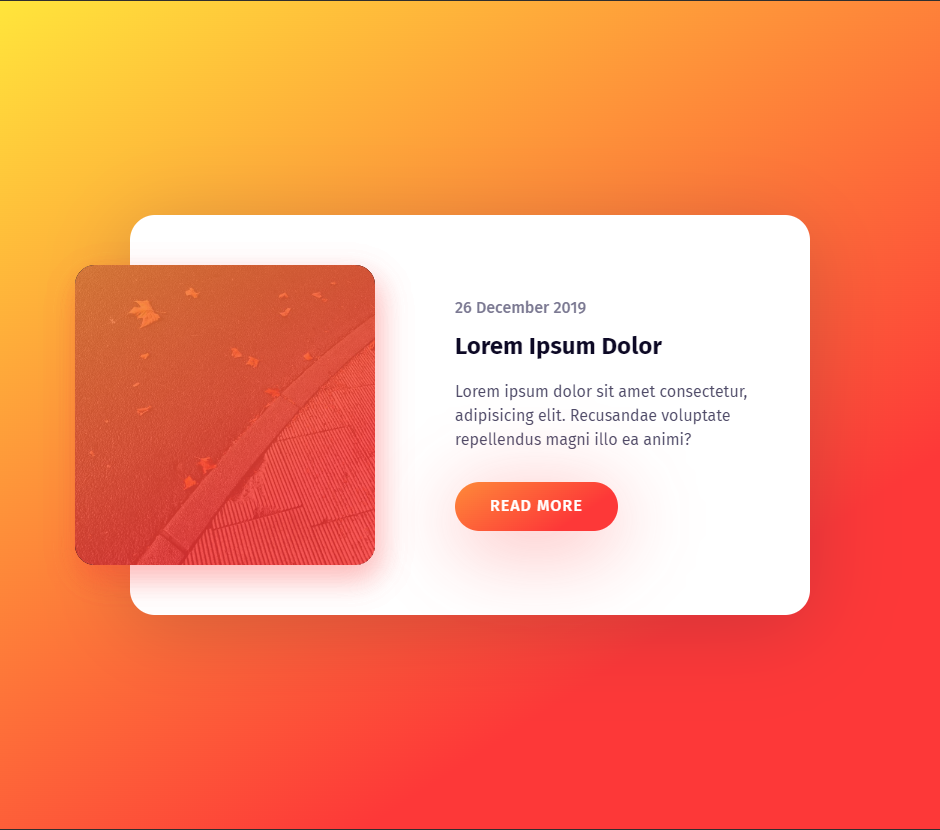 26 December 2019
Lorem Ipsum Dolor
Lorem ipsum dolor sit amet consectetur,
adipisicing elit. Recusandae voluptate
repellendus magni illo ea animi?
READ MORE